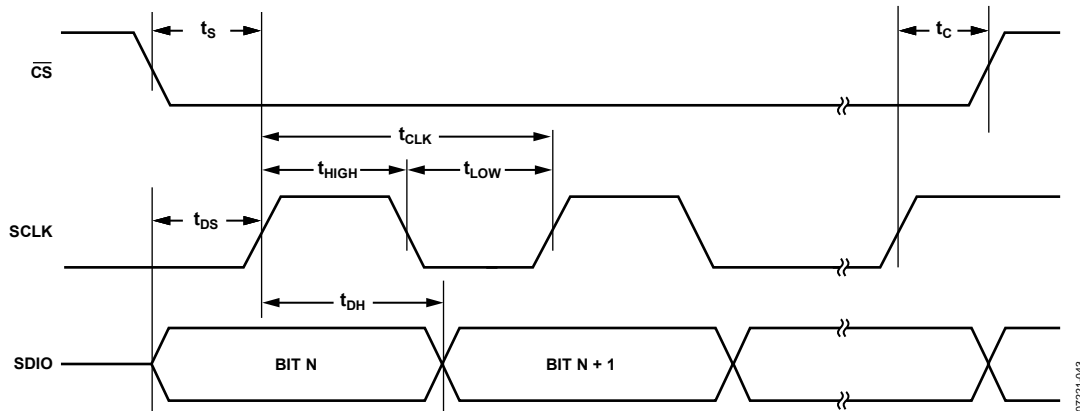 tS
tC
CS
tCLK
tHIGH
tLOW
tDS
SCLK
tDH
SDIO
BIT N
BIT N + 1
07221-043